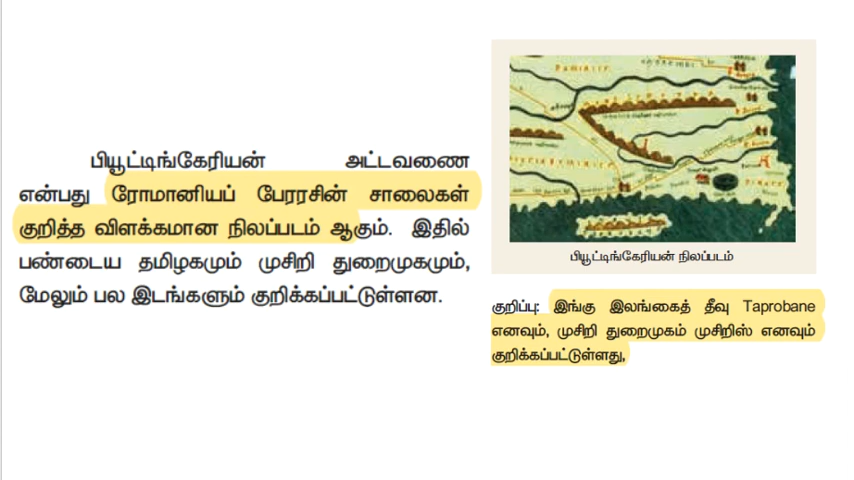 பியூட்டிங்கேரியன் அட்டவணை
என்பது ரோமானியப் பேரரசின் சாலைகள்
குறித்த விளக்கமான நிலப்படம் ஆகும். இதில்
பண்டைய தமிழகமும் முசிறி துறைமுகமும்,
மேலும் பல இடங்களும் குறிக்கப்பட்டுள்ளன.
பியூட்டிங்கேரியன் நிலப்படம்
குறிப்பு: இங்கு இலங்கைத் தீவு Taprobane
எனவும், முசிறி துறைமுகம் முசிறிஸ் எனவும்
குறிக்கப்பட்டுள்ளது,